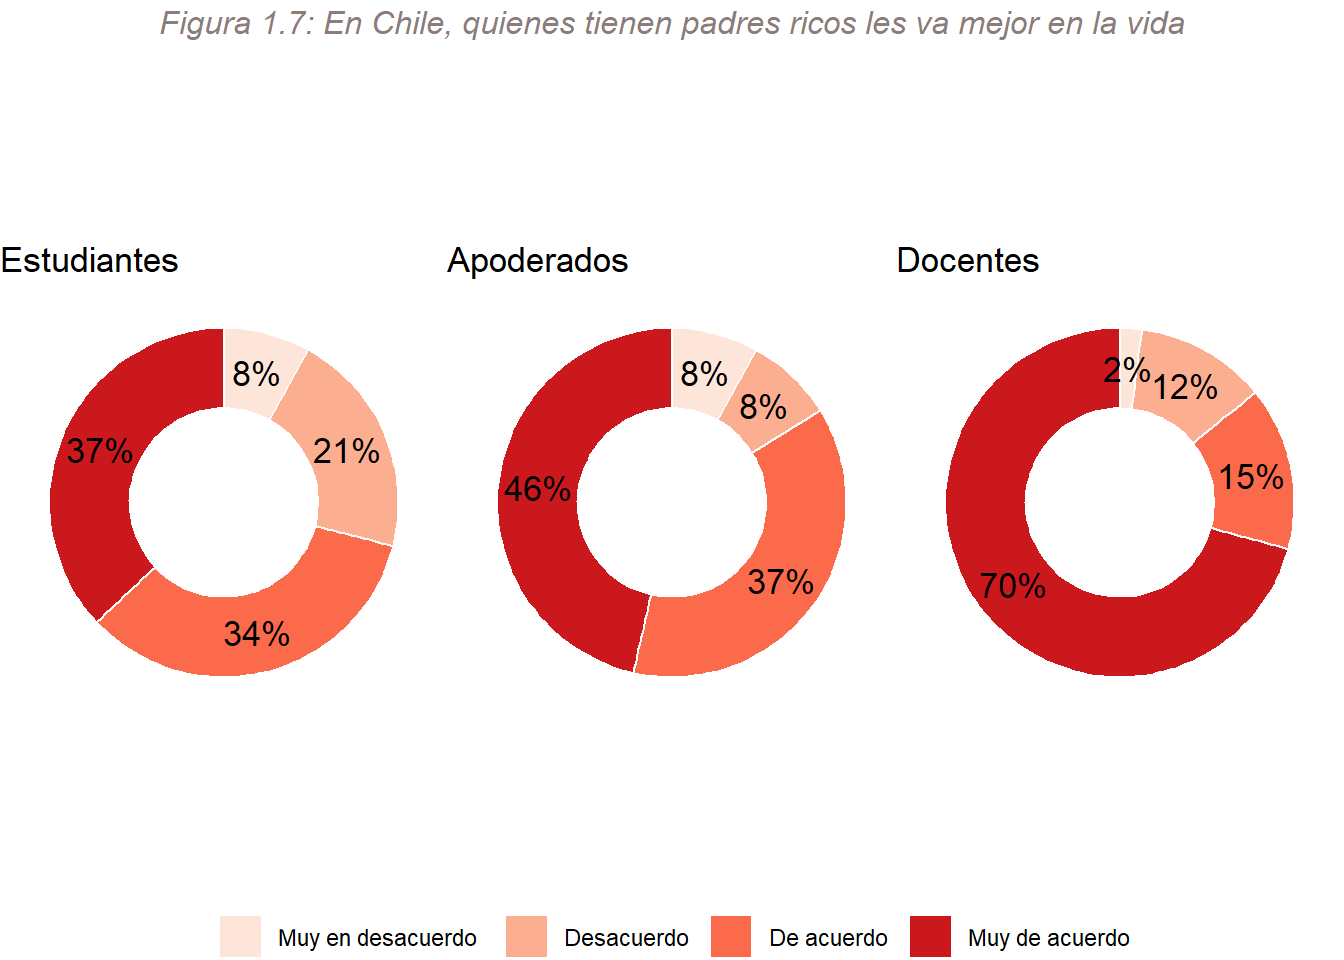 Figura 1.7: En Chile, quienes tienen padres ricos les va mejor en la vida
Estudiantes
8%
21%
34%
37%
Apoderados
8%
8%
37%
46%
Docentes
2%
12%
15%
70%
Muy en desacuerdo
Desacuerdo
De acuerdo
Muy de acuerdo